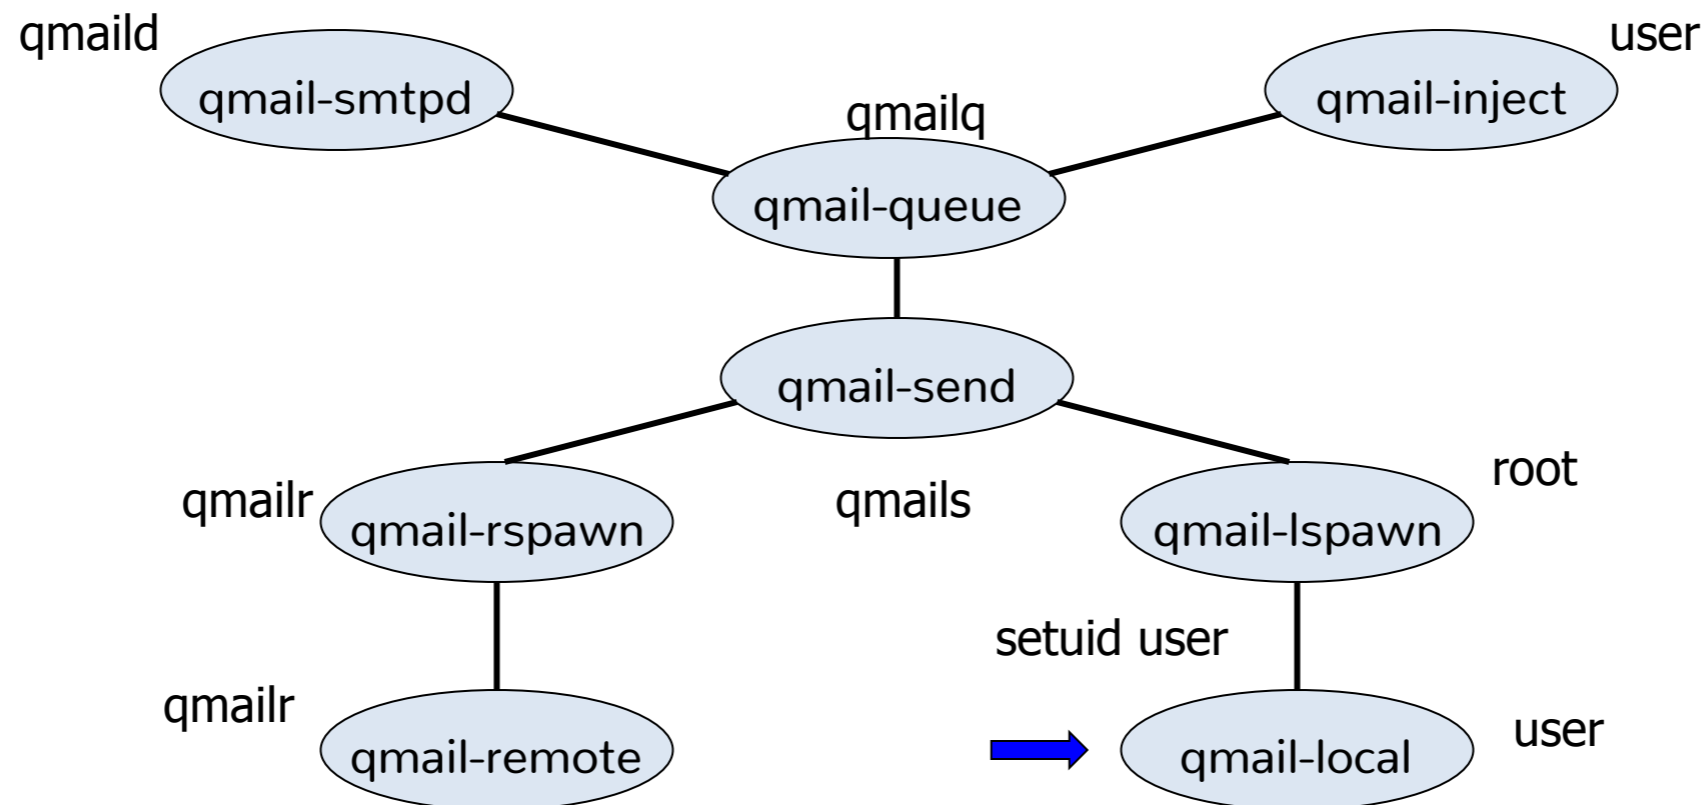 qmaild
user
qmail-smtpd
qmail-inject
qmailq
qmail-queue
qmail-send
root
qmailr
qmails
qmail-rspawn
qmail-lspawn
setuid user
qmailr
user
qmail-remote
qmail-local